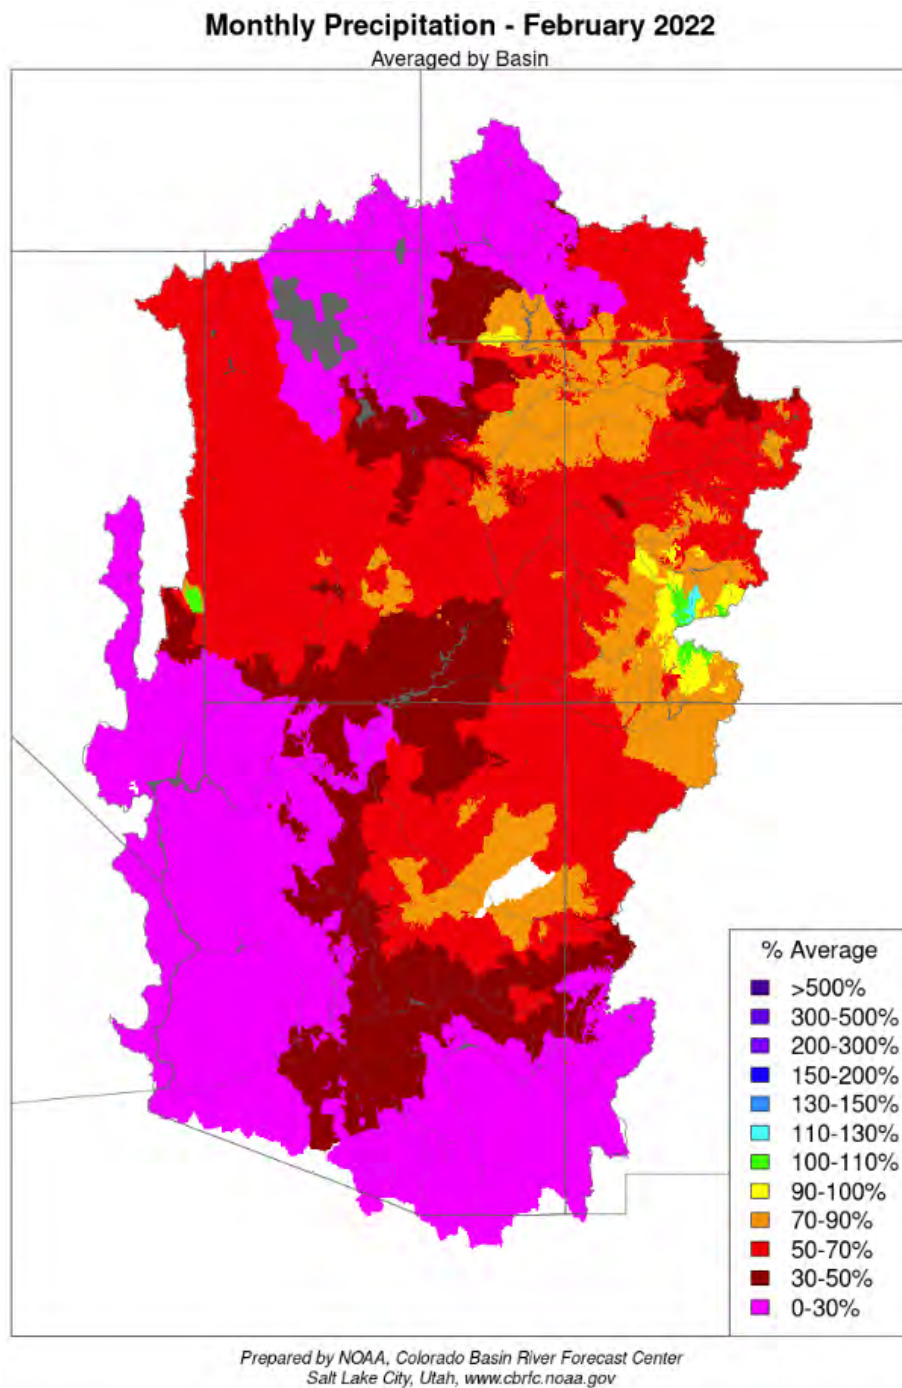 Monthly Precipitation - February 2022
Averaged by Basin
% Average
>500%
300-500%
200-300%
150-200%
130-150%
110-130%
100-110%
90-100%
70-90%
50-70%
30-50%
0-30%
Prepared by NOAA, Colorado Basin River Forecast Center
Salt Lake City, Utah, www.cbrfc.noaa.gov